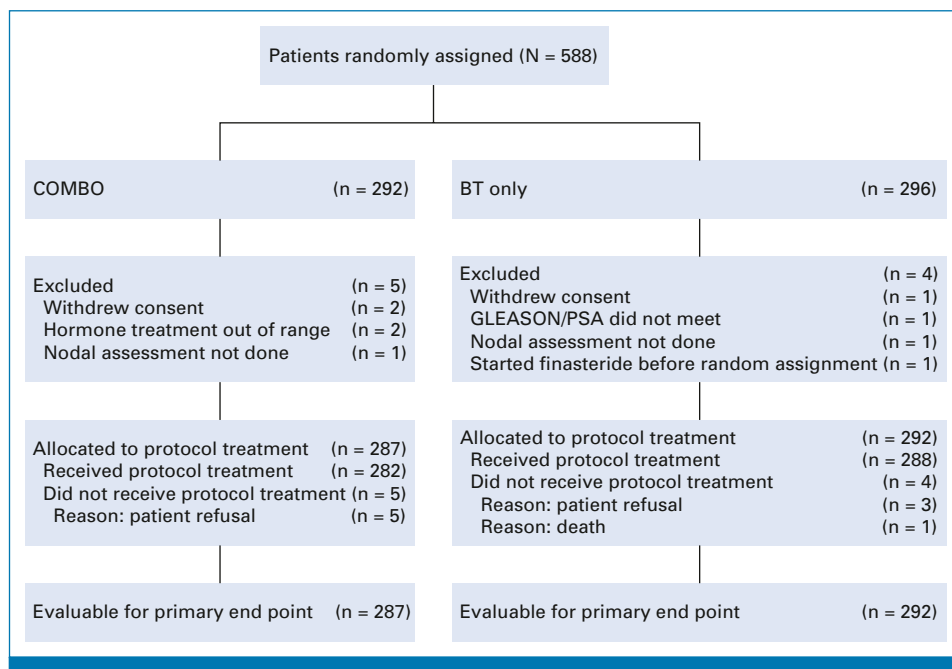 Patients randomly assigned (N = 588)
COMBO (n = 292)
Excluded (n = 5)
Withdrew consent (n = 2)
Hormone treatment out of range (n = 2)
Nodal assessment not done (n = 1)
Allocated to protocol treatment (n = 287)
Received protocol treatment (n = 282)
Did not receive protocol treatment (n = 5)
Reason: patient refusal (n = 5)
Evaluable for primary end point (n = 287)
BT only (n = 296)
Excluded (n = 4)
Withdrew consent (n = 1)
GLEASON/PSA did not meet (n = 1)
Nodal assessment not done (n = 1)
Started finasteride before random assignment (n = 1)
Allocated to protocol treatment (n = 292)
Received protocol treatment (n = 288)
Did not receive protocol treatment (n = 4)
Reason: patient refusal (n = 3)
Reason: death (n = 1)
Evaluable for primary end point (n = 292)